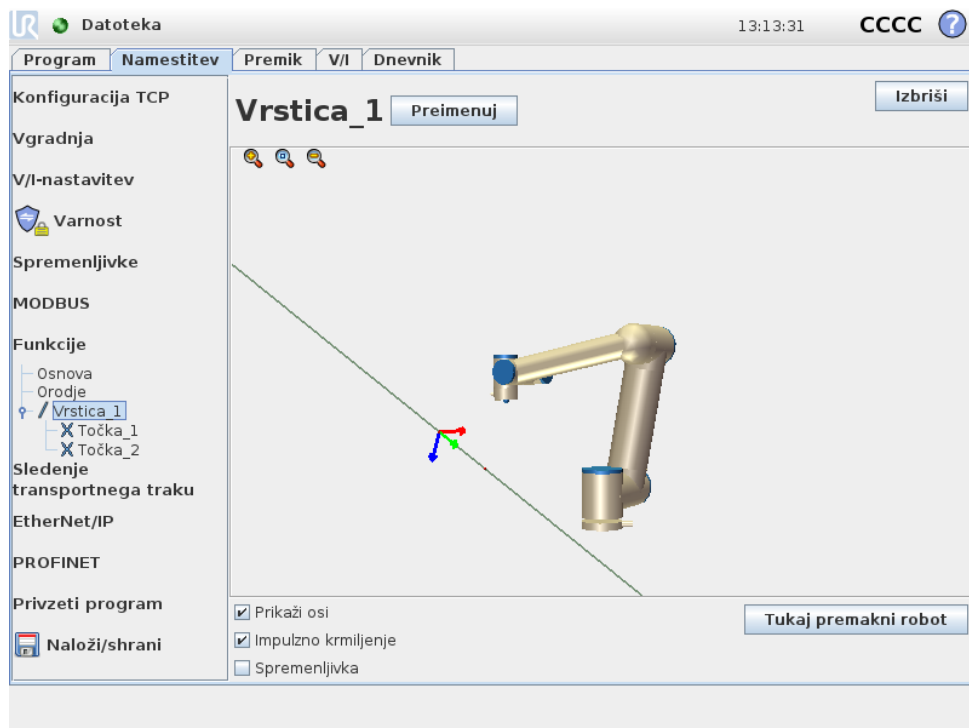 UR Datoteka 13:13:31 CCCC ?
Program Namestitev Premik V/I Dnevnik
Konfiguracija TCP
Vgradnja
V/I-nastavitev
Varnost
Spremenljivke
MODBUS
Funkcije
Osnova
Orodje
Vrstica_1
Točka_1
Točka_2
Sledenje
transportnega traku
EtherNet/IP
PROFINET
Privzeti program
Naloži/shrani
Vrstica_1 Preimenuj Izbriši
Prikaži osi
Impulzno krmiljenje
Spremenljivka
Tukaj premakni robot